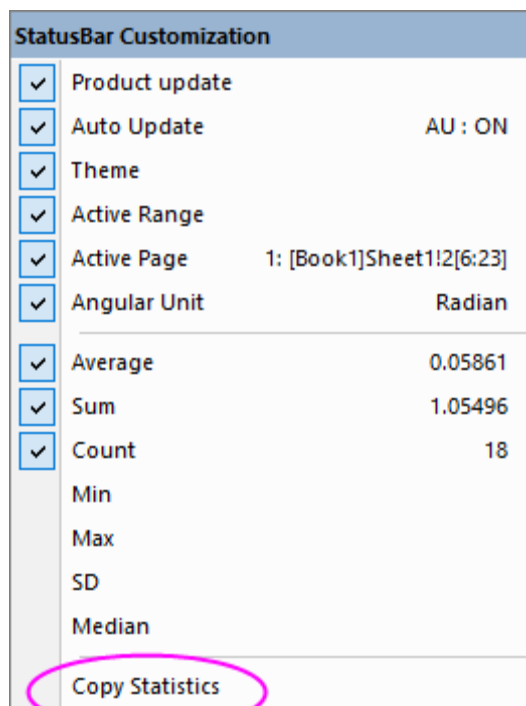 StatusBar Customization
Product update
Auto Update AU : ON
Theme
Active Range
Active Page 1: [Book1]Sheet1!2[6:23]
Angular Unit Radian
Average 0.05861
Sum 1.05496
Count 18
Min
Max
SD
Median
Copy Statistics